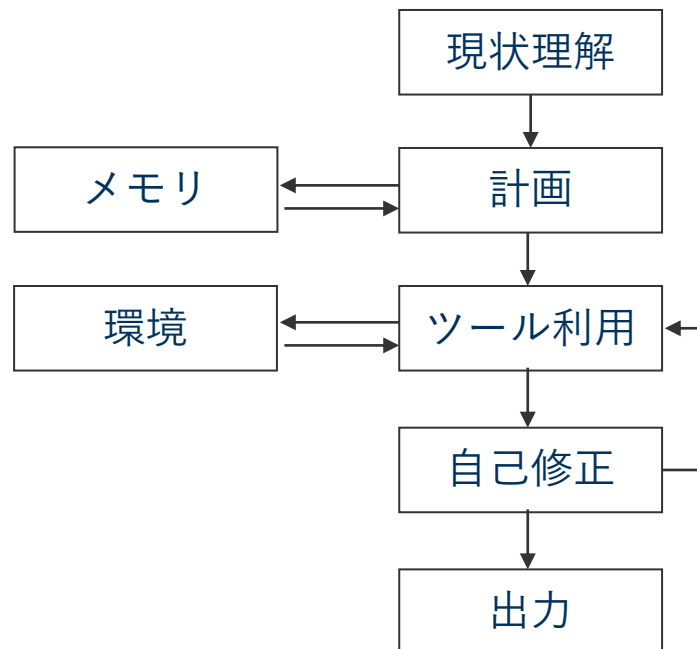 現状理解
メモリ
計画
環境
ツール利用
自己修正
出力